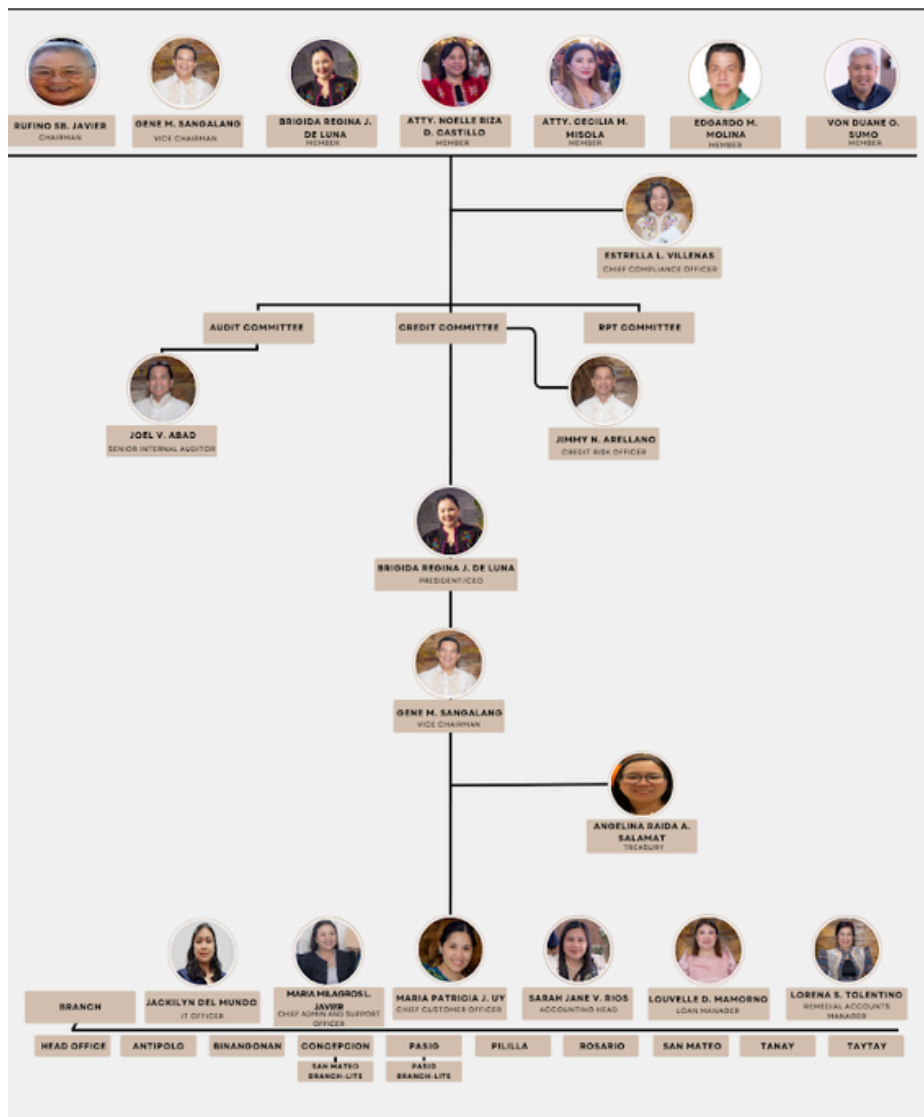 RUFINO SB. JAVIER
CHAIRMAN
GENE M. SANGALANG
VICE CHAIRMAN
BRIGIDA REGINA J.
DE LUNA
MEMBER
ATTY. NOELLE RIZA
D. CASTILLO
MEMBER
ATTY. CECILIA M.
MISOLA
MEMBER
EDGARDO M.
MOLINA
MEMBER
VON DUANE O.
SUMO
MEMBER
ESTRELLA L. VILLENAS
CHIEF COMPLIANCE OFFICER
AUDIT COMMITTEE
CREDIT COMMITTEE
RPT COMMITTEE
JOEL V. ABAD
SENIOR INTERNAL AUDITOR
JIMMY N. ARELLANO
CREDIT RISK OFFICER
BRIGIDA REGINA J. DE LUNA
PRESIDENT/CEO
GENE M. SANGALANG
VICE CHAIRMAN
ANGELINA RAIDA A.
SALAMAT
TREASURY
BRANCH
JACKILYN DEL MUNDO
IT OFFICER
MARIA MILAGROS L.
JAVIER
CHIEF ADMIN AND SUPPORT
OFFICER
MARIA PATRICIA J. UY
CHIEF CUSTOMER OFFICER
SARAH JANE V. RIOS
ACCOUNTING HEAD
LOUVELLE D. MAMORNO
LOAN MANAGER
LORENA S. TOLENTINO
REMEDIAL ACCOUNTS
MANAGER
HEAD OFFICE
ANTIPOLO
BINANGONAN
CONCEPCION
PASIG
PILILLA
ROSARIO
SAN MATEO
TANAY
TAYTAY
SAN MATEO
BRANCH-LITE
PASIG
BRANCH-LITE